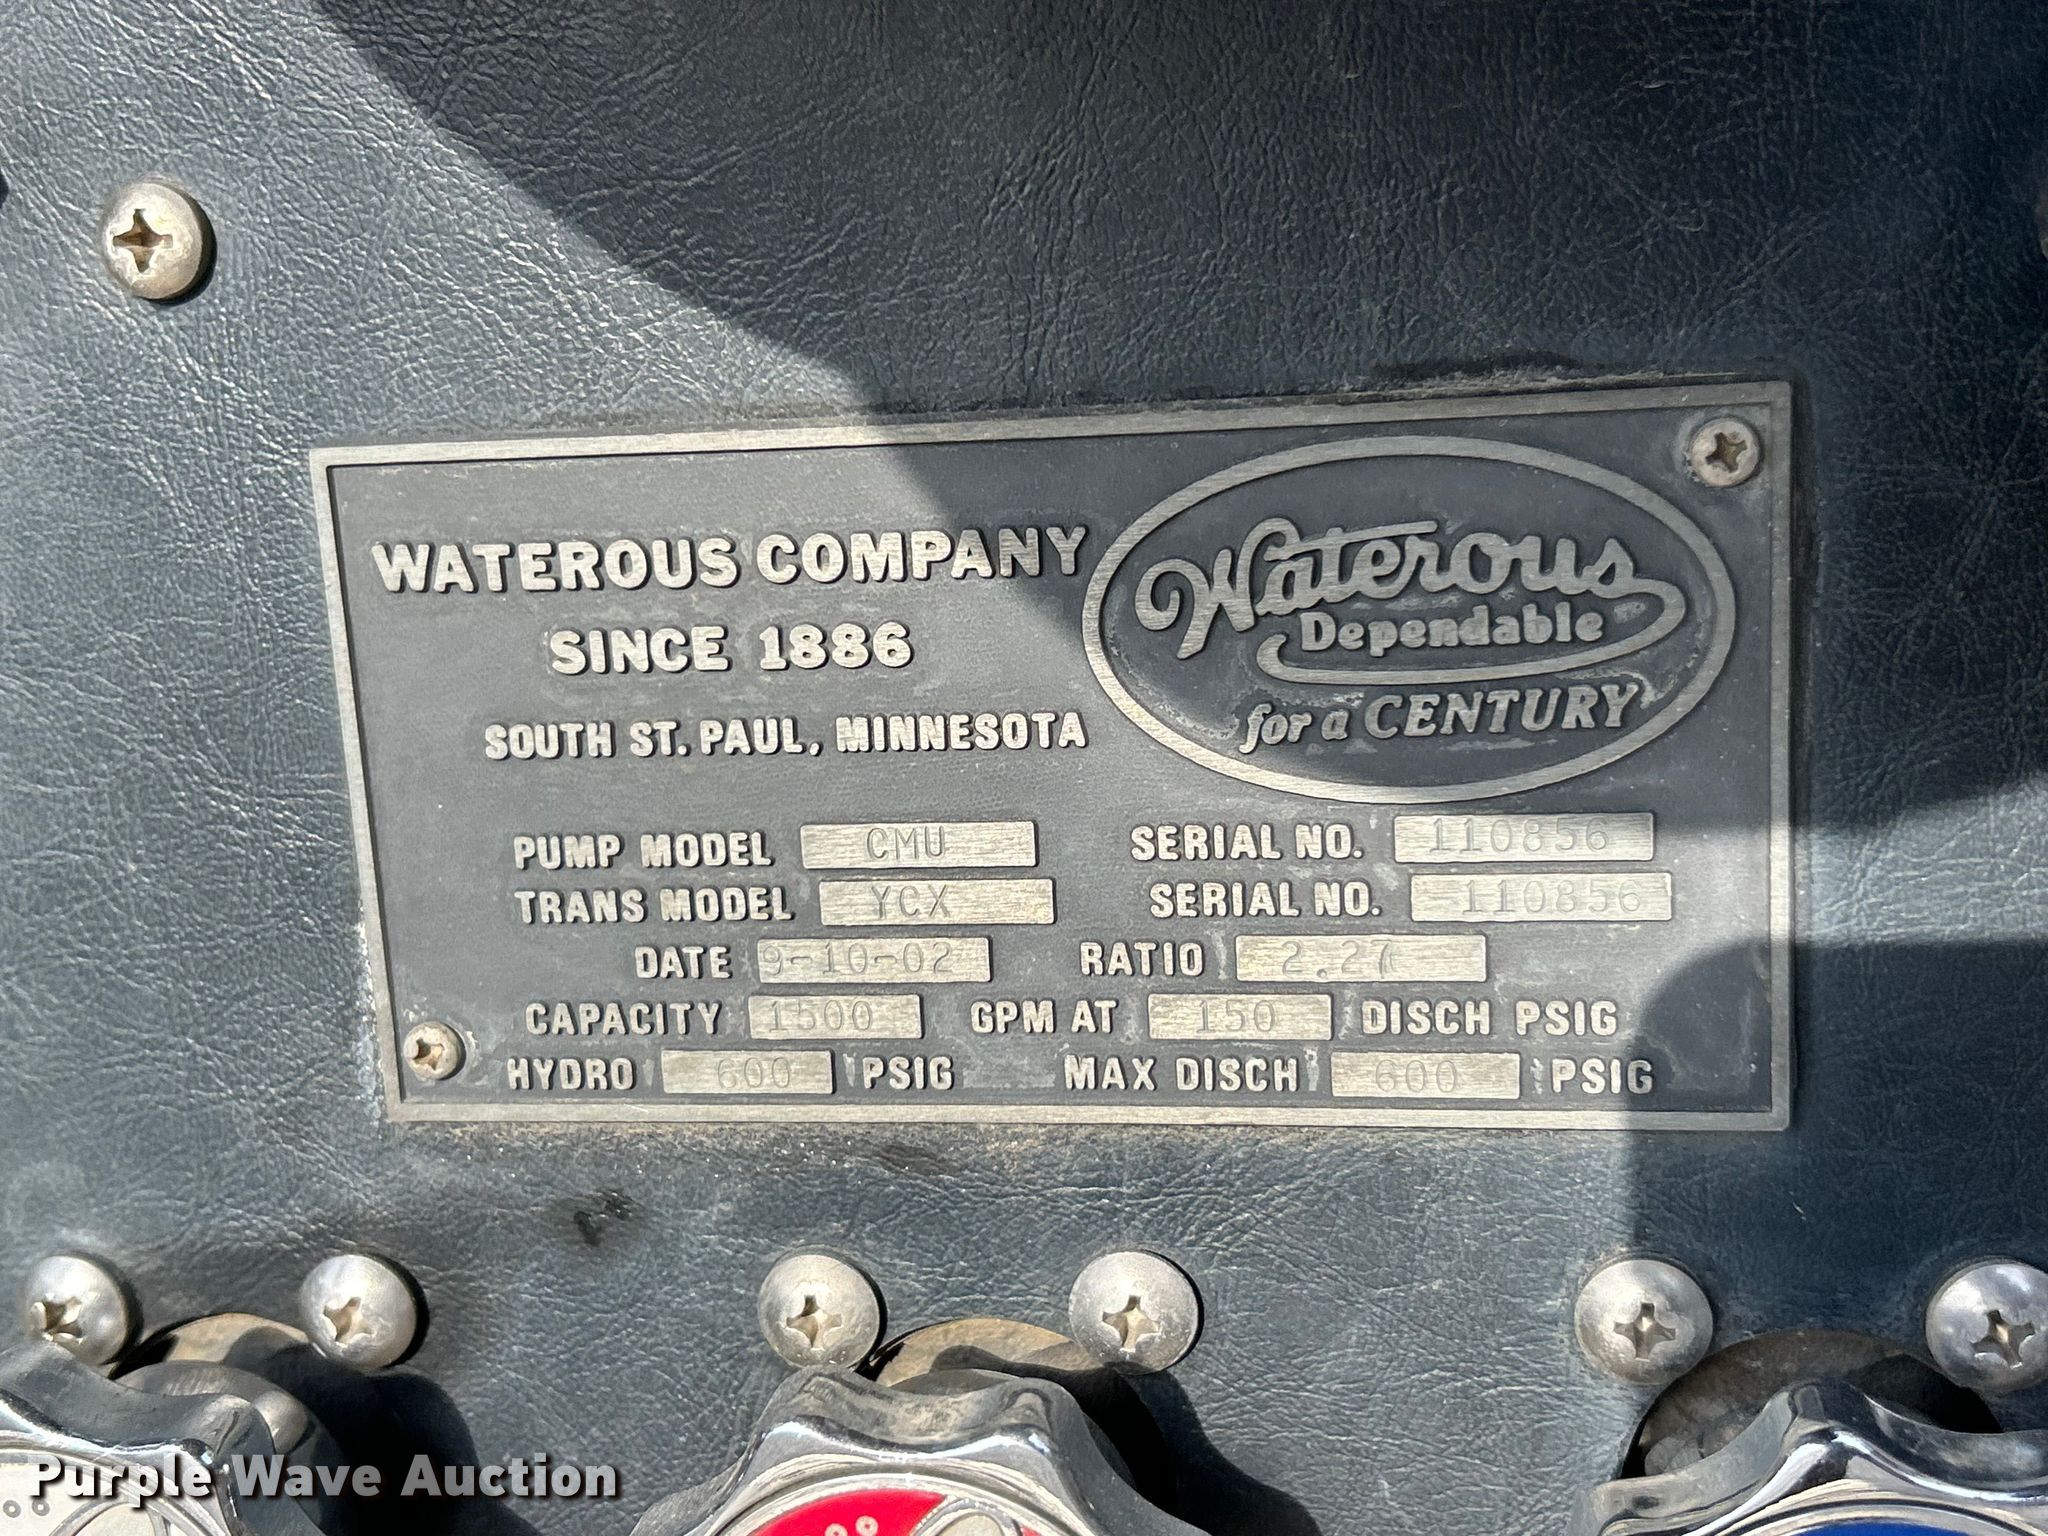 WATEROUS COMPANY
SINCE 1886
SOUTH ST. PAUL, MINNESOTA
Waterous
Dependable
for a CENTURY
PUMP MODEL CMU SERIAL NO. 110856
TRANS MODEL YCX SERIAL NO. 110856
DATE 9-10-02 RATIO 2.27
CAPACITY 1500 GPM AT 150 DISCH PSIG
HYDRO 600 PSIG MAX DISCH 600 PSIG
Purple Wave Auction